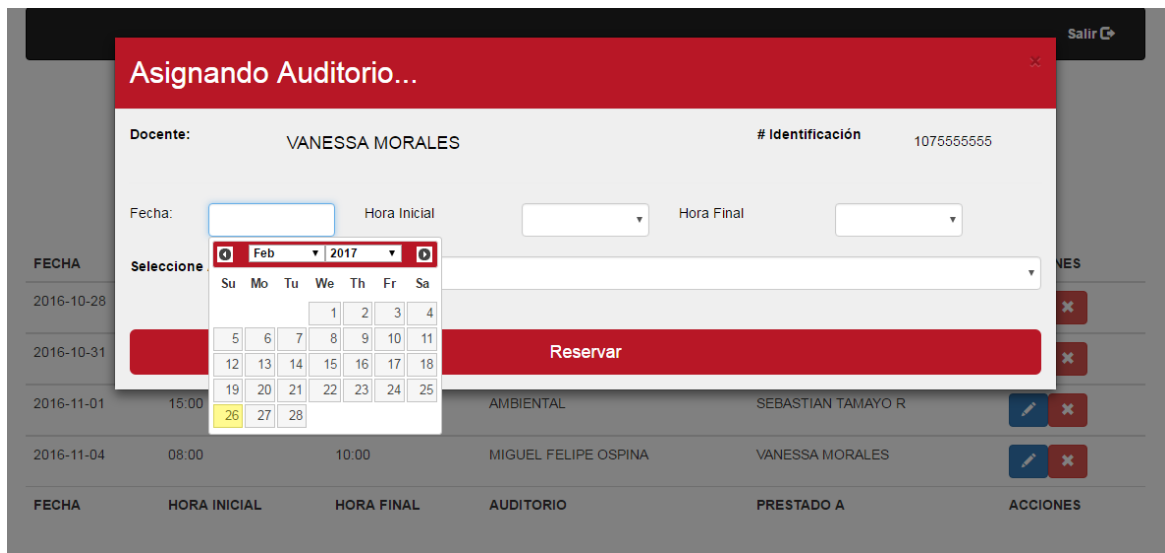 Salir
Asignando Auditorio...
×
Docente: VANESSA MORALES # Identificación 1075555555
Fecha: Hora Inicial Hora Final
Feb 2017
FECHA Seleccione
Su Mo Tu We Th Fr Sa
2016-10-28
1 2 3 4
5 6 7 8 9 10 11
2016-10-31 Reservar
12 13 14 15 16 17 18
19 20 21 22 23 24 25
2016-11-01 15:00 AMBIENTAL SEBASTIAN TAMAYO R
26 27 28
2016-11-04 08:00 10:00 MIGUEL FELIPE OSPINA VANESSA MORALES
FECHA HORA INICIAL HORA FINAL AUDITORIO PRESTADO A ACCIONES